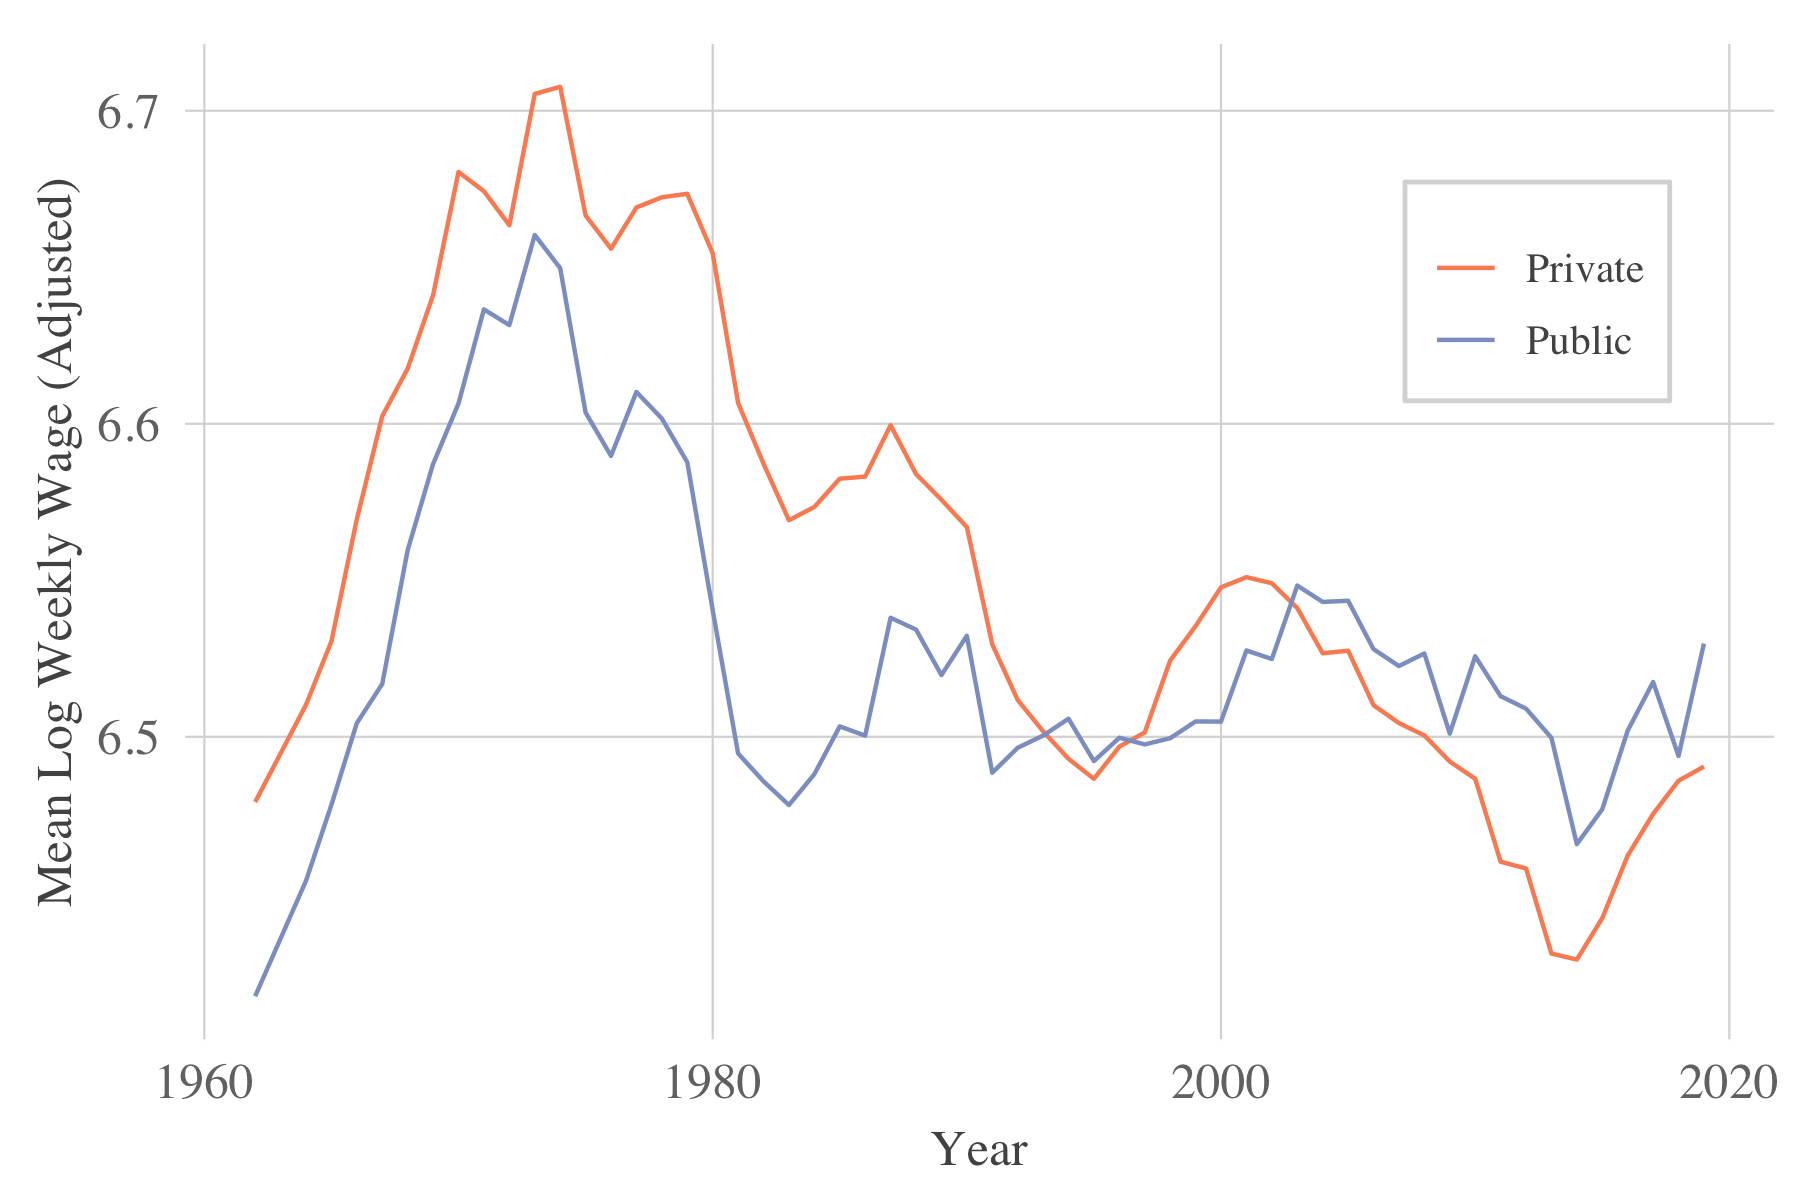 Mean Log Weekly Wage (Adjusted)
6.7
6.6
6.5
Private
Public
1960 1980 2000 2020
Year